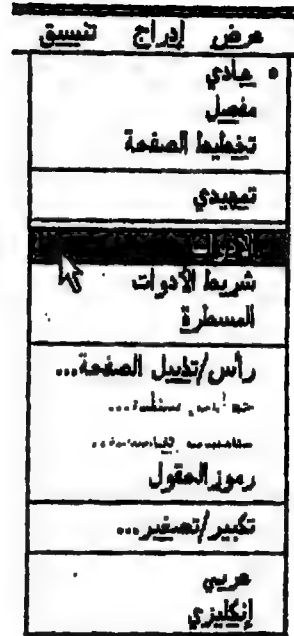 عرض إدراج تنسيق
عادي
مفصل
تخطيط الصفحة
تمهيدي
الأدوات
شريط الأدوات
المسطرة
رأس/تذييل الصفحة...
رموز الحقول
تكبير/تصغير...
عربي
إنكليزي